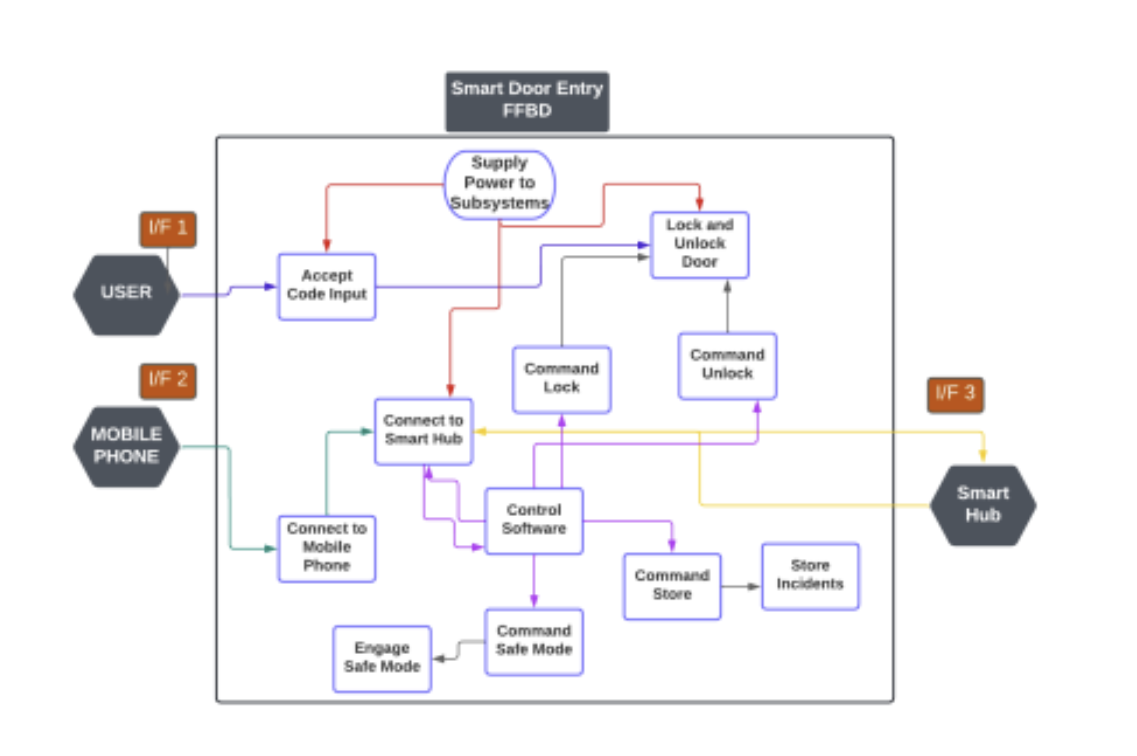 Smart Door Entry
FFBD
Supply
Power to
Subsystems
I/F 1
Lock and
Unlock
Door
USER
Accept
Code Input
Command
Lock
Command
Unlock
I/F 2
I/F 3
MOBILE
PHONE
Connect to
Smart Hub
Smart
Hub
Control
Software
Connect to
Mobile
Phone
Command
Store
Store
Incidents
Command
Safe Mode
Engage
Safe Mode